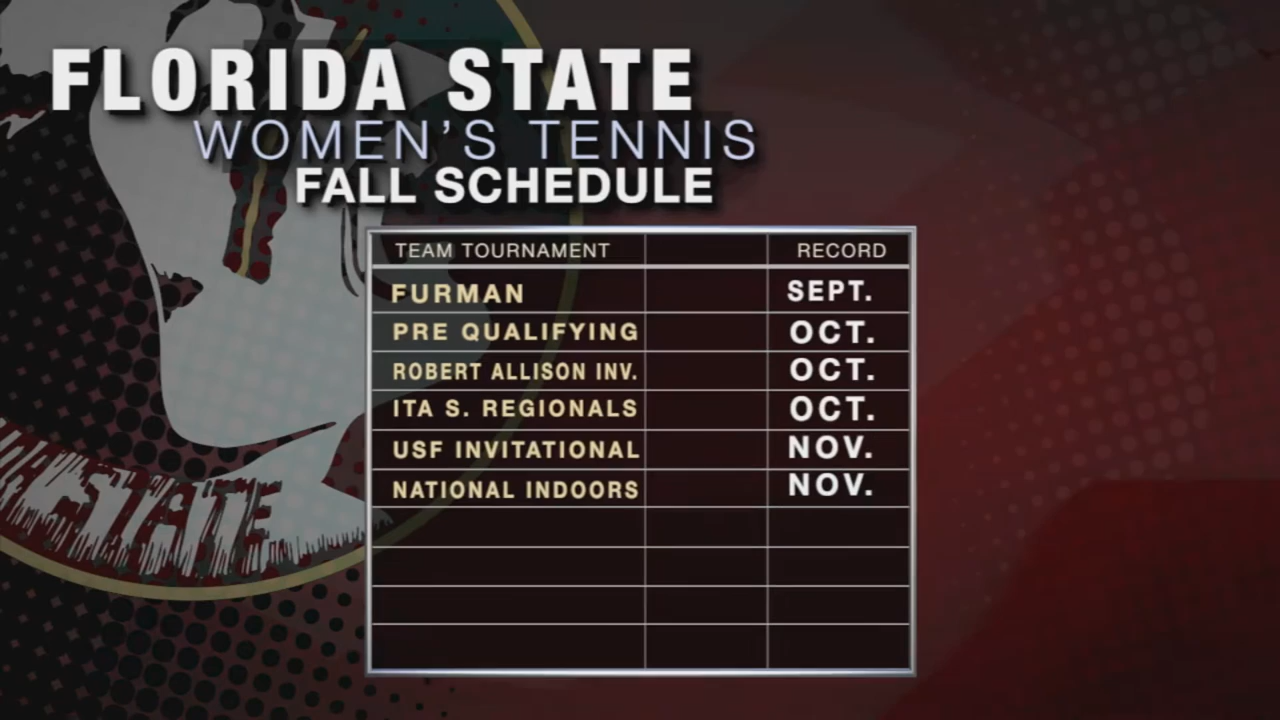 FLORIDA STATE
WOMEN'S TENNIS
FALL SCHEDULE
TEAM TOURNAMENT RECORD
FURMAN SEPT.
PRE QUALIFYING OCT.
ROBERT ALLISON INV. OCT.
ITA S. REGIONALS OCT.
USF INVITATIONAL NOV.
NATIONAL INDOORS NOV.
STATE